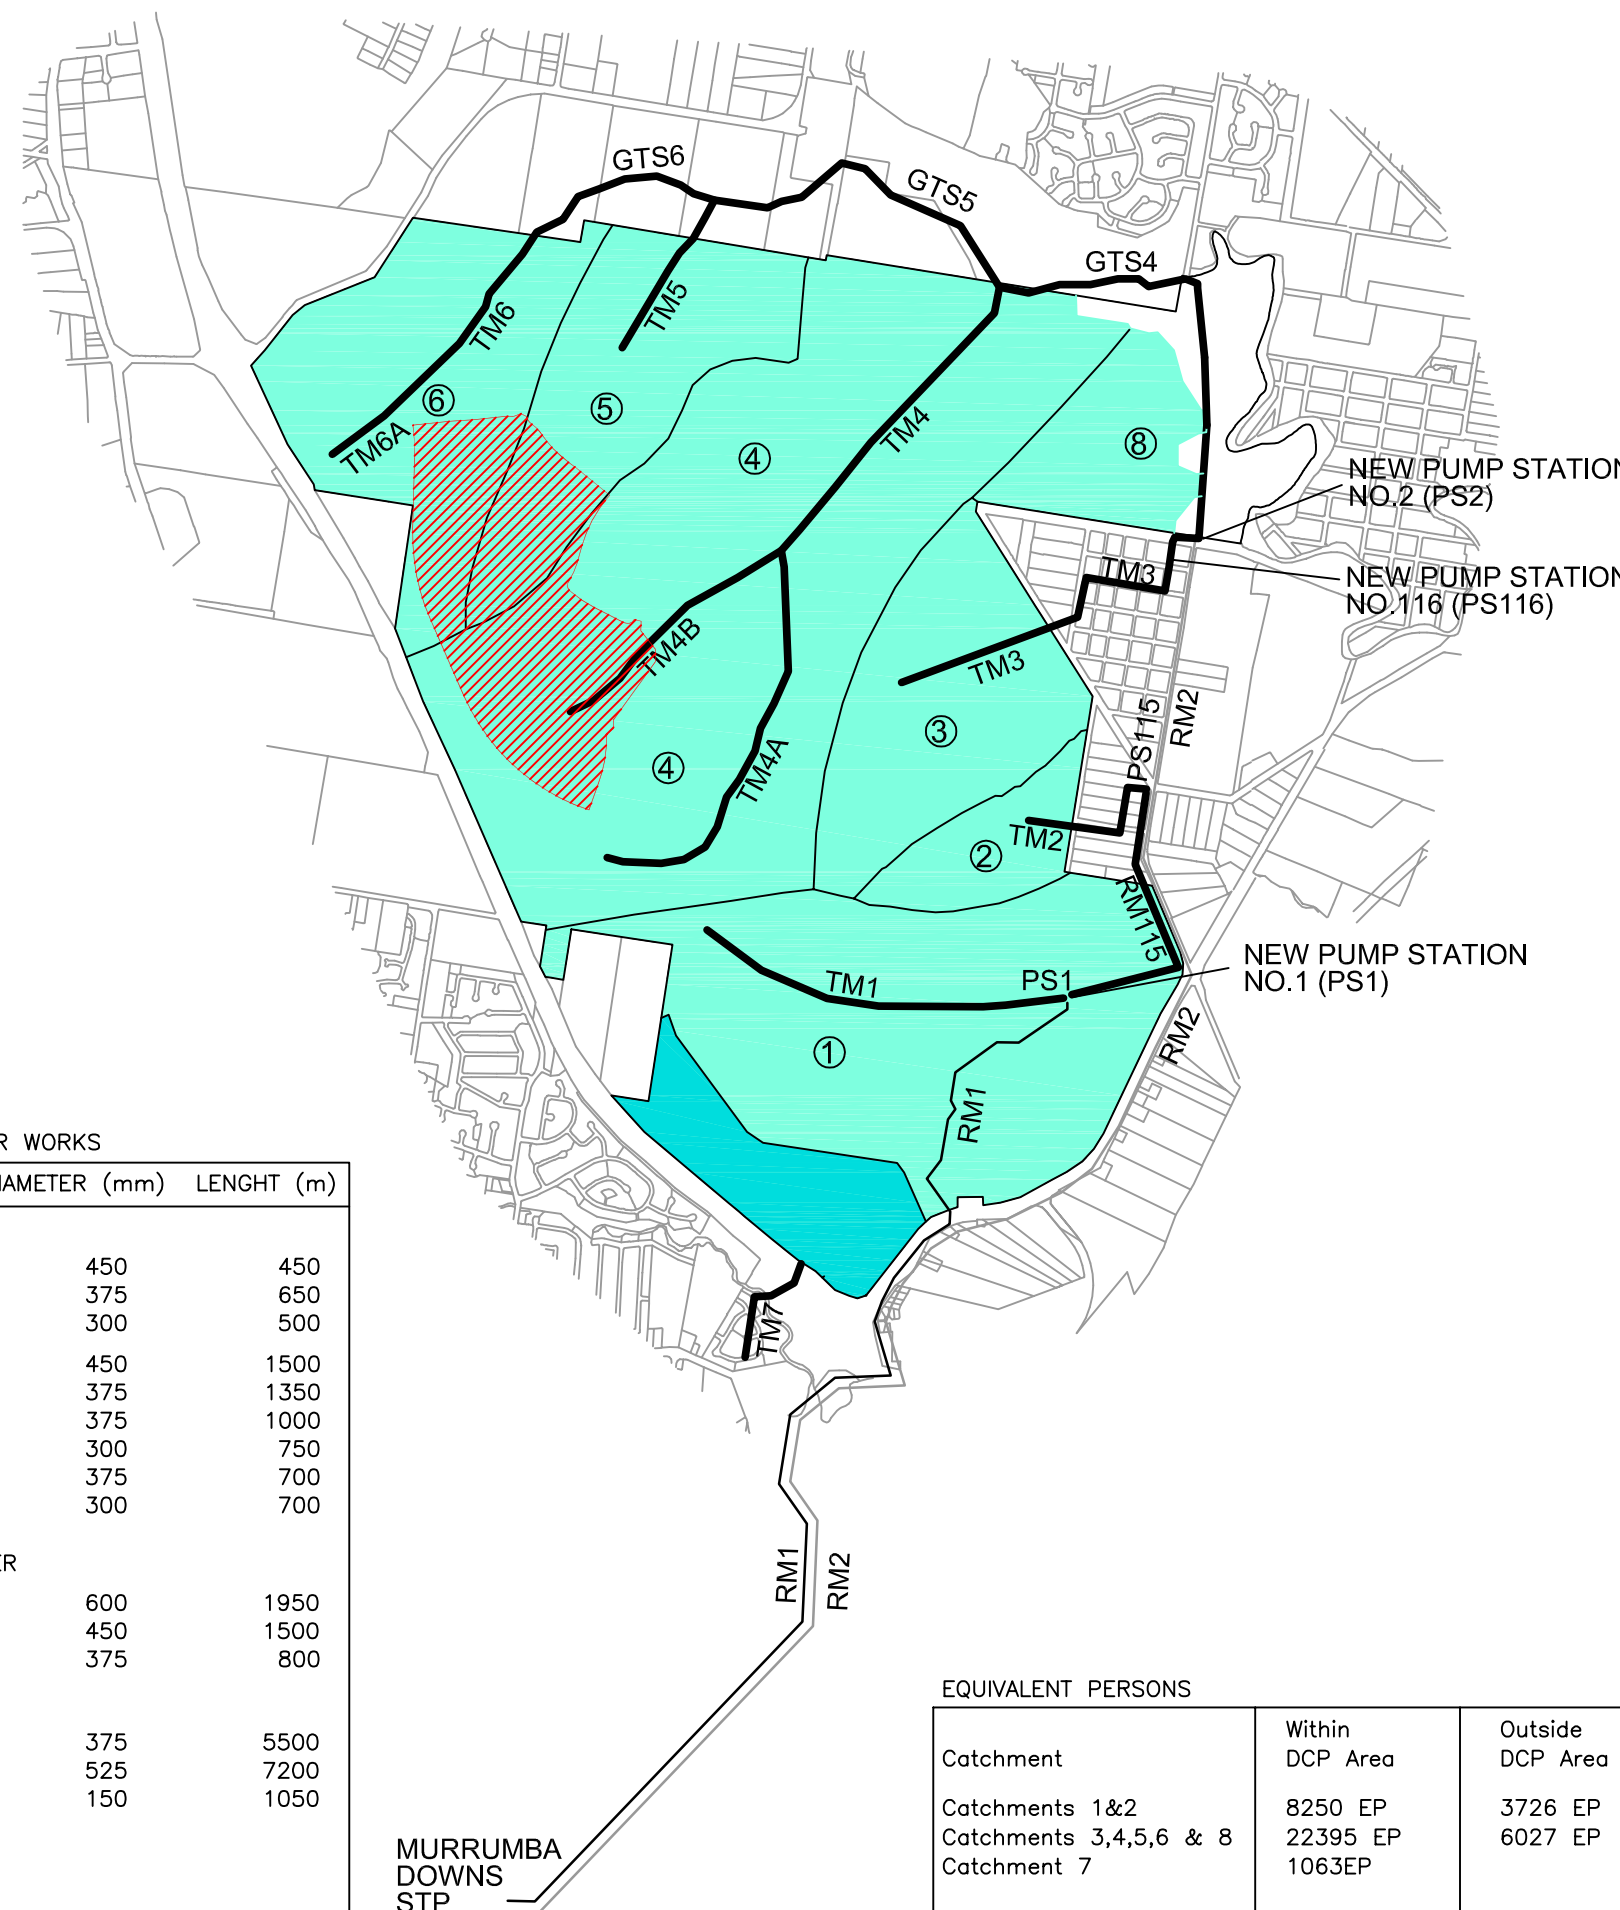 GTS6
GTS5
GTS4
TM5
TM6
TM4
⑥
⑤
④
⑧
TM6A
NEW PUMP STATION
NO.2 (PS2)
TM3
NEW PUMP STATION
NO.116 (PS116)
TM4B
TM3
PS115
RM2
③
④
TM4A
TM2
②
RM115
NEW PUMP STATION
NO.1 (PS1)
TM1
PS1
RM2
①
RM1
R WORKS
IAMETER (mm) LENGHT (m)
450 450
375 650
300 500
450 1500
375 1350
375 1000
300 750
375 700
300 700
ER
600 1950
450 1500
375 800
375 5500
525 7200
150 1050
TM7
RM1
RM2
MURRUMBA
DOWNS
STP
EQUIVALENT PERSONS
Within Outside
Catchment DCP Area DCP Area
Catchments 1&2 8250 EP 3726 EP
Catchments 3,4,5,6 & 8 22395 EP 6027 EP
Catchment 7 1063EP